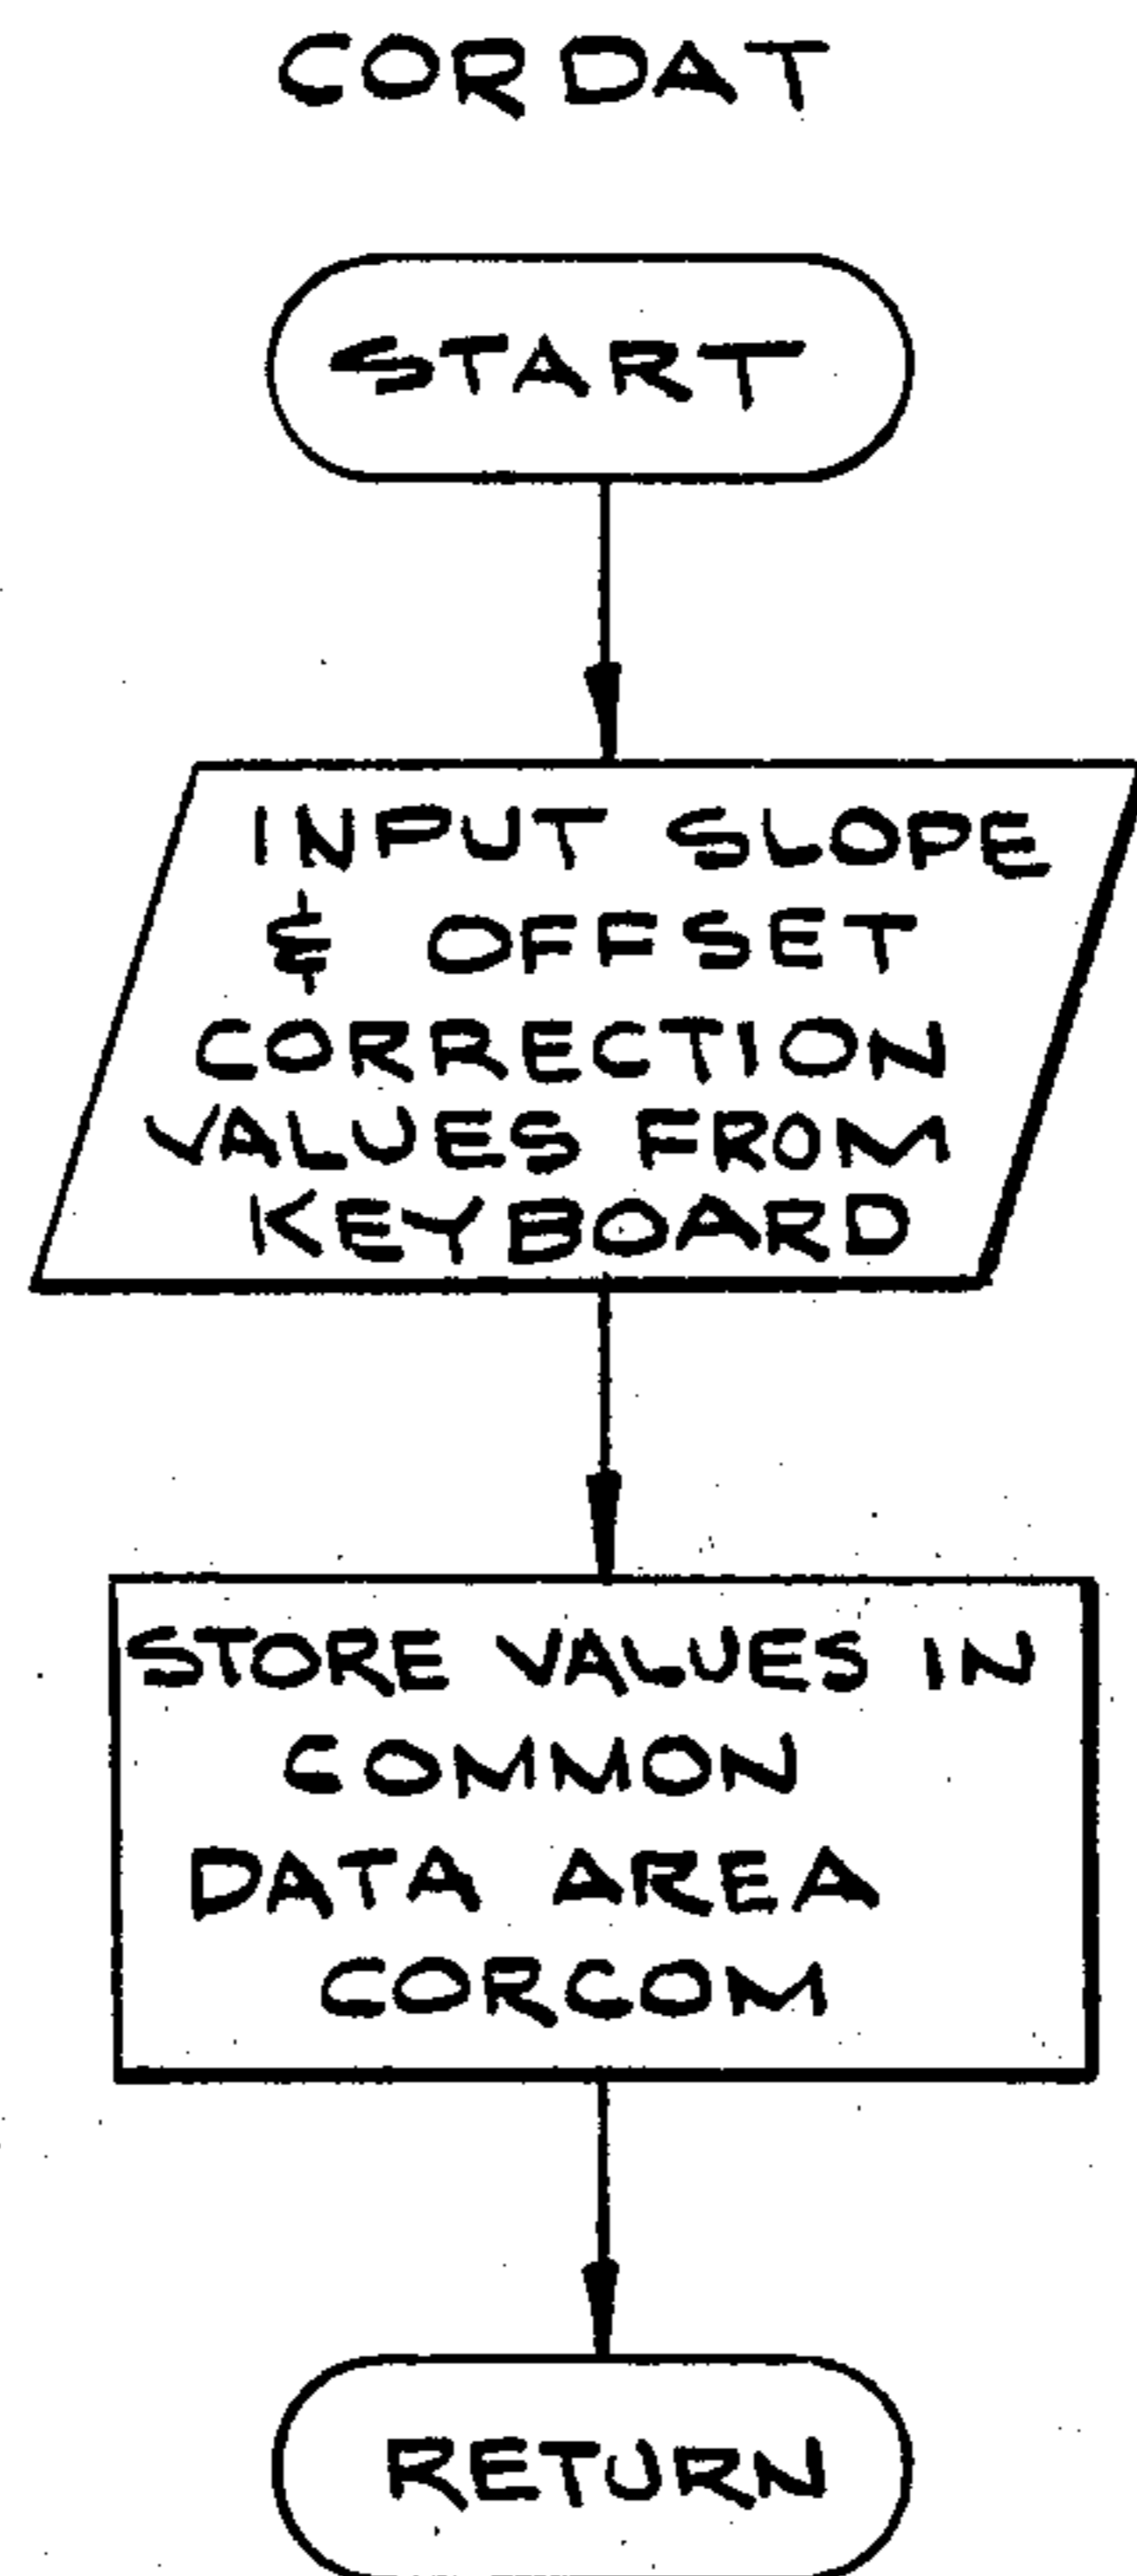 CORDAT
START
INPUT SLOPE
& OFFSET
CORRECTION
VALUES FROM
KEYBOARD
STORE VALUES IN
COMMON
DATA AREA
CORCOM
RETURN